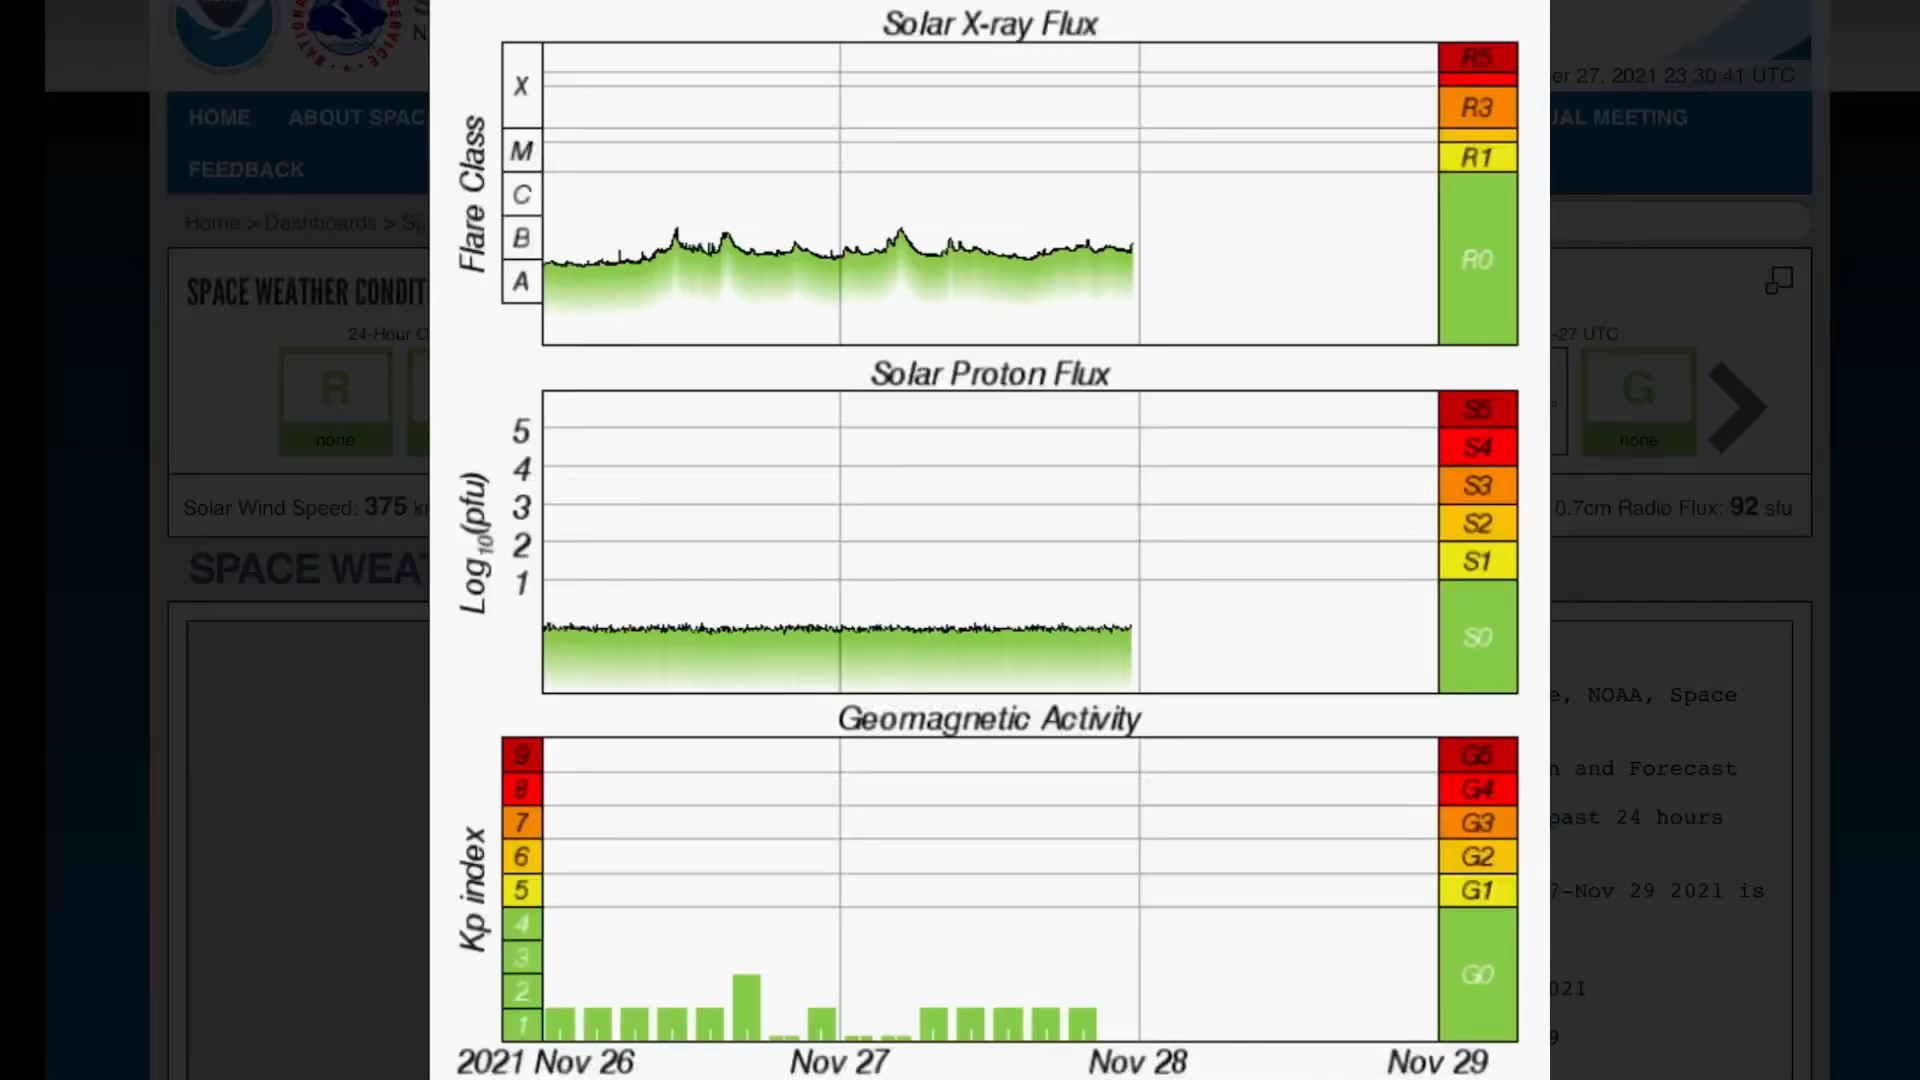 Solar X-ray Flux
R5
X
er 27, 2021 23:30:41 UTC
R3
HOME ABOUT SPAC
UAL MEETING
M
R1
FEEDBACK
Flare Class
C
Home > Dashboards > Sp
B
R0
A
SPACE WEATHER CONDIT
24-Hour O
-27 UTC
Solar Proton Flux
R
none
G
none
S5
5
S4
4
S3
3
S2
2
S1
1
Log10(pfu)
Solar Wind Speed: 375 k
0.7cm Radio Flux: 92 sfu
SPACE WEAT
S0
e, NOAA, Space
Geomagnetic Activity
9 G5
n and Forecast
8 G4
past 24 hours
7 G3
6 G2
5 G1
7-Nov 29 2021 is
Kp index
4
3
G0
2
021
1
9
2021 Nov 26 Nov 27 Nov 28 Nov 29